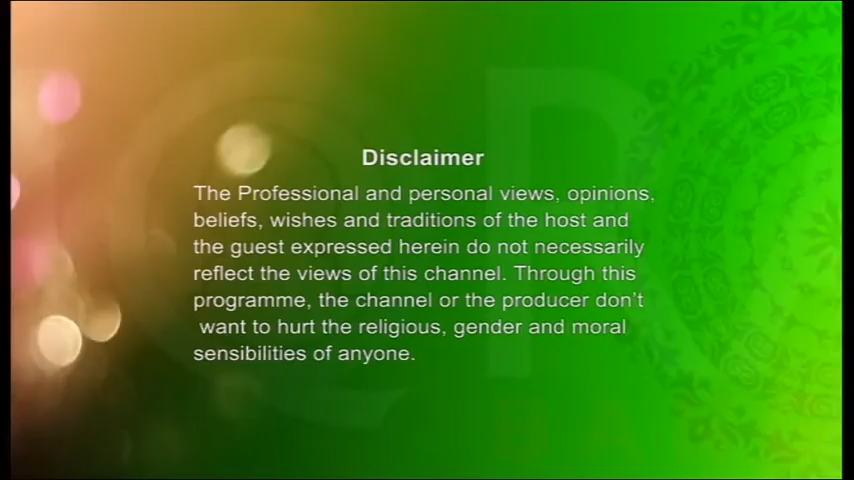 Disclaimer
The Professional and personal views, opinions,
beliefs, wishes and traditions of the host and
the guest expressed herein do not necessarily
reflect the views of this channel. Through this
programme, the channel or the producer don't
want to hurt the religious, gender and moral
sensibilities of anyone.